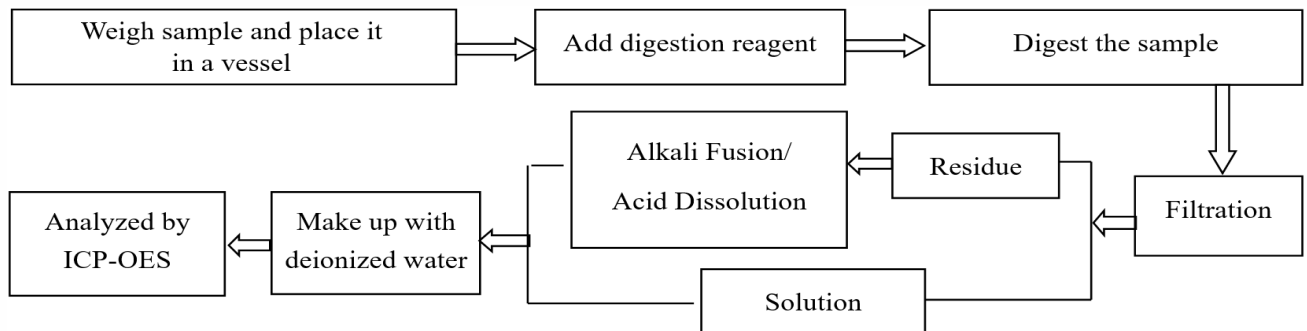 Weigh sample and place it
in a vessel
Add digestion reagent
Digest the sample
Filtration
Residue
Alkali Fusion/
Acid Dissolution
Solution
Make up with
deionized water
Analyzed by
ICP-OES